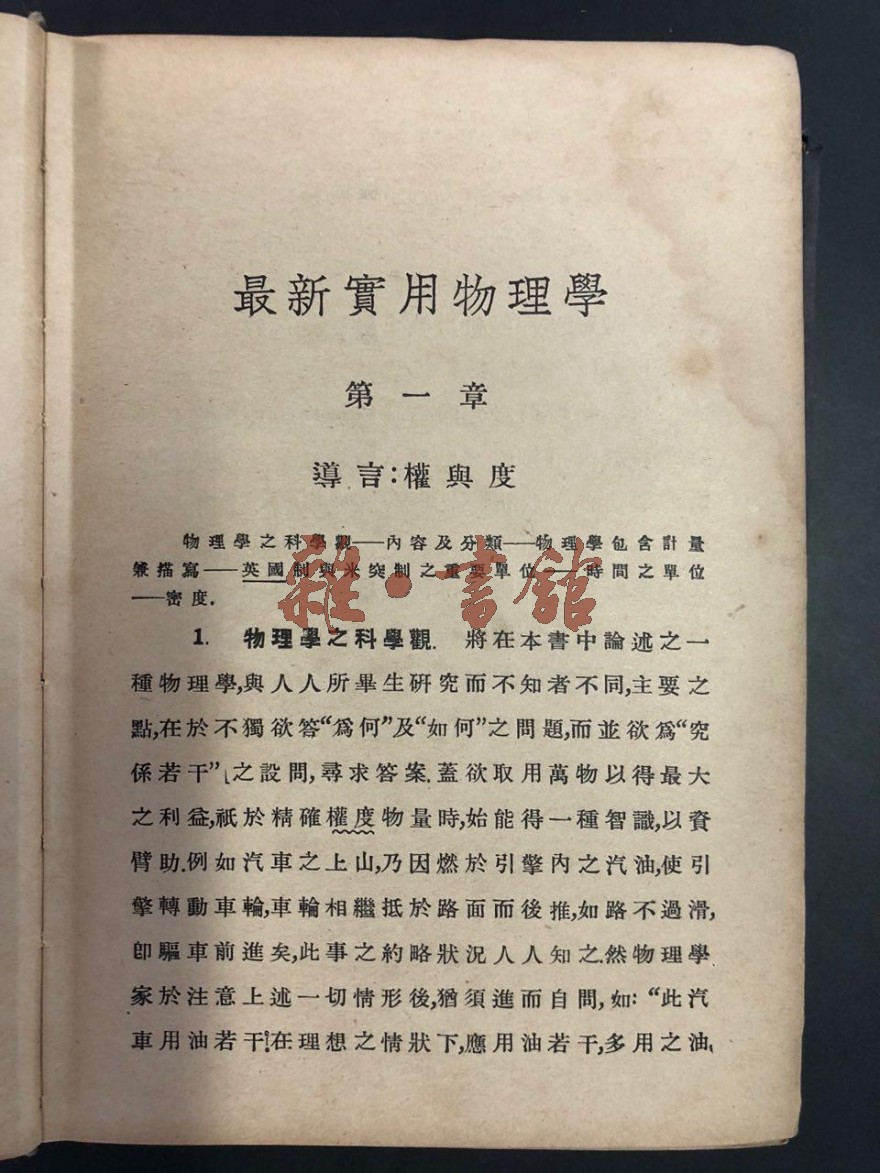 最新實用物理學
第一章
導言:權與度
物理學之科學觀——內容及分類——物理學包含計量
兼描寫——英國制與米突制之重要單位——時間之單位
——密度.
1. 物理學之科學觀. 將在本書中論述之一
種物理學,與人人所畢生研究而不知者不同,主要之
點,在於不獨欲答“爲何”及“如何”之問題,而並欲爲“究
係若干”之設問,尋求答案.蓋欲取用萬物以得最大
之利益,祇於精確權度物量時,始能得一種智識,以資
臂助.例如汽車之上山,乃因燃於引擎內之汽油,使引
擎轉動車輪,車輪相繼抵於路面而後推,如路不過滑,
卽驅車前進矣,此事之約略狀況人人知之.然物理學
家於注意上述一切情形後,猶須進而自問,如:“此汽
車用油若干?在理想之情狀下,應用油若干,多用之油,
雜·書館